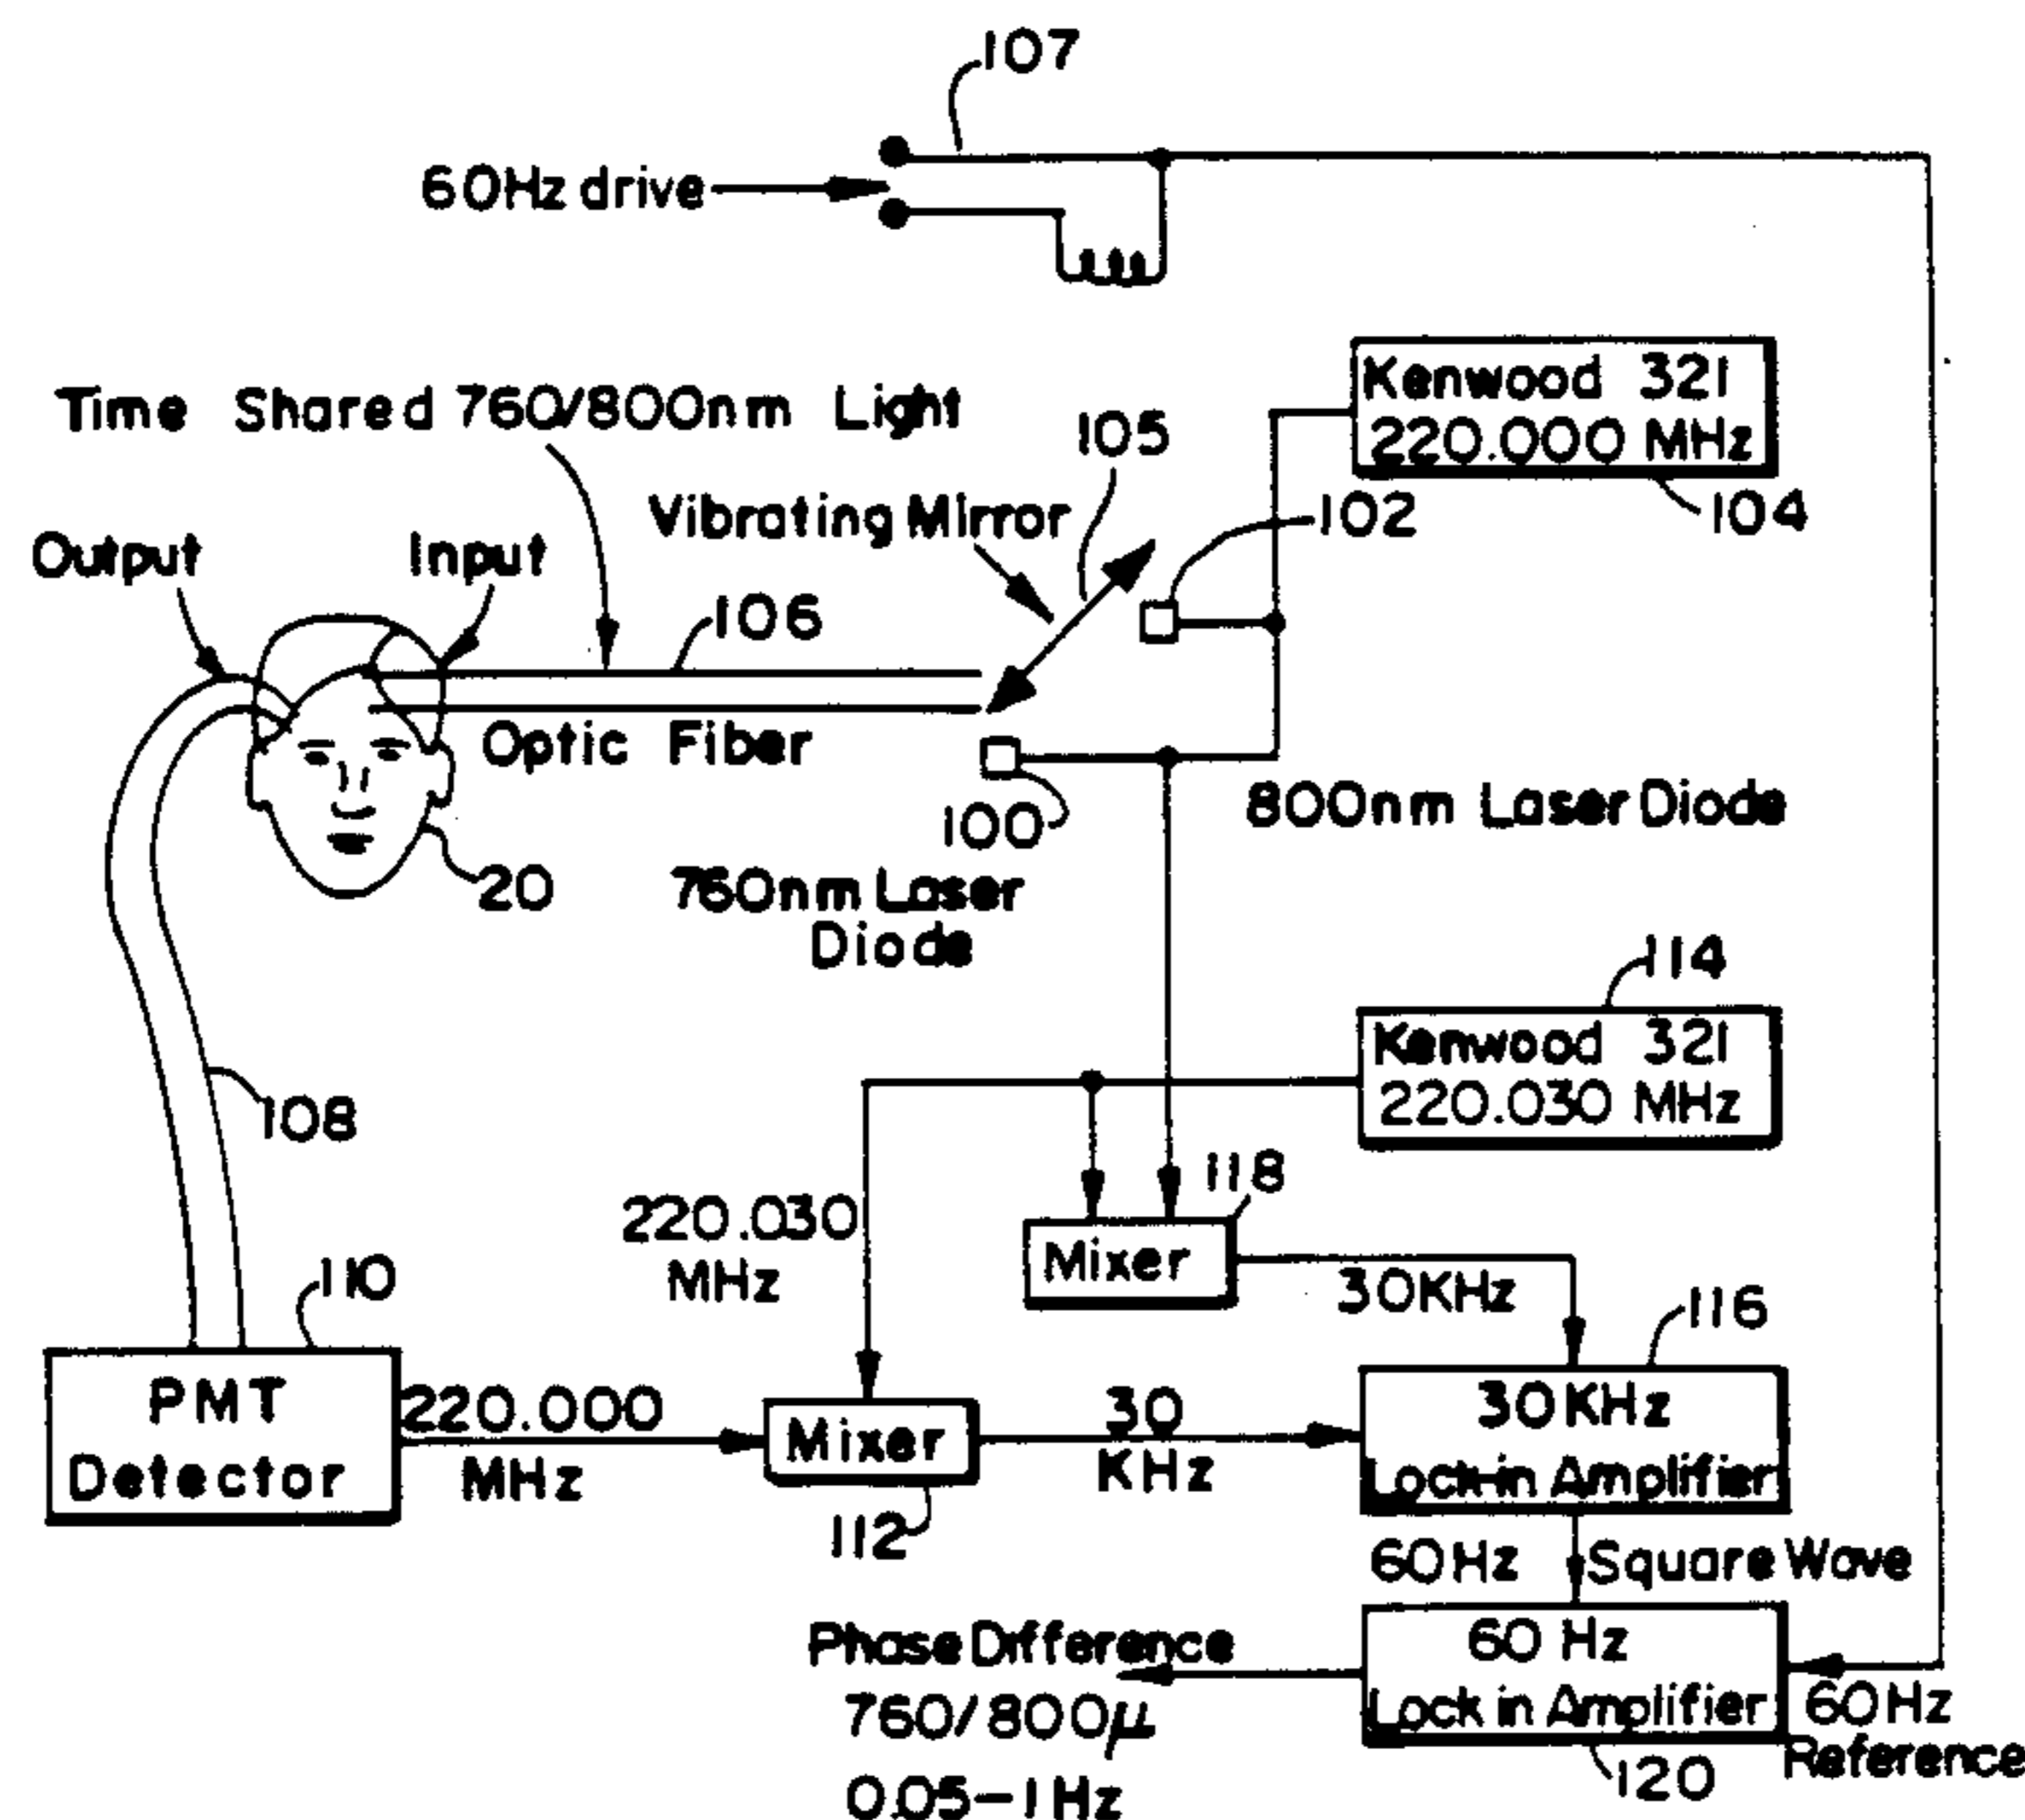 107
60Hz drive
Kenwood 321
220.000 MHz
104
Time Shared 760/800nm Light
105
Vibrating Mirror
102
Output
Input
106
Optic Fiber
100
800nm Laser Diode
20
760nm Laser
Diode
114
Kenwood 321
220.030 MHz
108
118
220.030
MHz
Mixer
30KHz
110
116
PMT
Detector
220.000
MHz
Mixer
112
30
KHz
30KHz
Lock-in Amplifier
60Hz Square Wave
60 Hz
Lock in Amplifier
120
60Hz
Reference
Phase Difference
760/800μ
0.05-1Hz